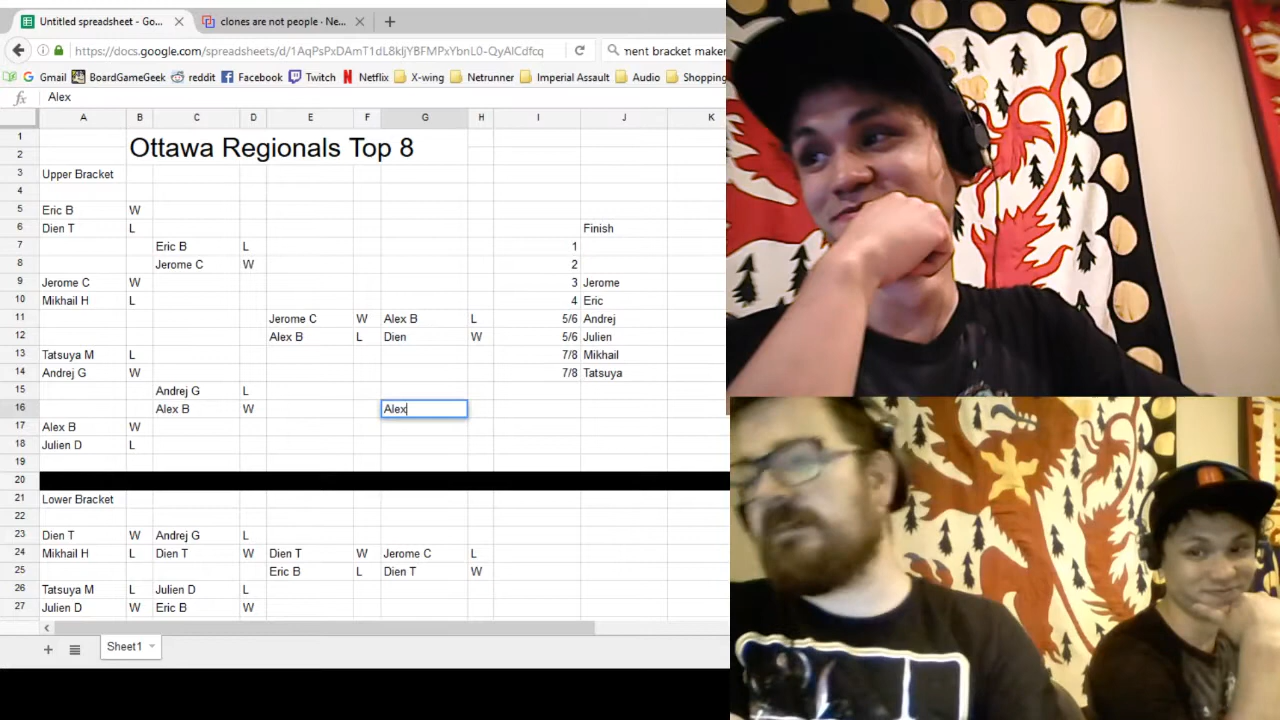 Untitled spreadsheet - Go...
clones are not people - Ne...
https://docs.google.com/spreadsheets/d/1AqPsPxDAmT1dL8kljYBFMPxYbnL0-QyAlCdfcq
ment bracket maker
Gmail BoardGameGeek reddit Facebook Twitch Netflix X-wing Netrunner Imperial Assault Audio Shopping
fx Alex
A B C D E F G H I J K
1
2 Ottawa Regionals Top 8
3 Upper Bracket
4
5 Eric B W
6 Dien T L Finish
7 Eric B L 1
8 Jerome C W 2
9 Jerome C W 3 Jerome
10 Mikhail H L 4 Eric
11 Jerome C W Alex B L 5/6 Andrej
12 Alex B L Dien W 5/6 Julien
13 Tatsuya M L 7/8 Mikhail
14 Andrej G W 7/8 Tatsuya
15 Andrej G L
16 Alex B W Alex
17 Alex B W
18 Julien D L
19
20
21 Lower Bracket
22
23 Dien T W Andrej G L
24 Mikhail H L Dien T W Dien T W Jerome C L
25 Eric B L Dien T W
26 Tatsuya M L Julien D L
27 Julien D W Eric B W
Sheet1